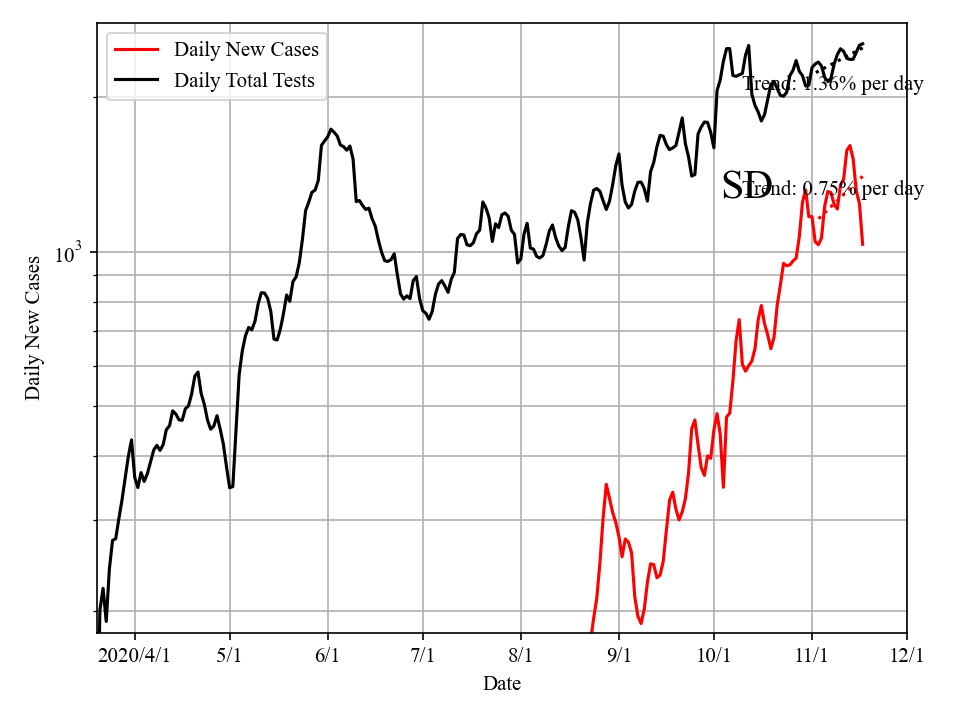 Daily New Cases
Daily Total Tests
Trend: 1.36% per day
SD
Trend: 0.75% per day
10³
Daily New Cases
2020/4/1 5/1 6/1 7/1 8/1 9/1 10/1 11/1 12/1
Date